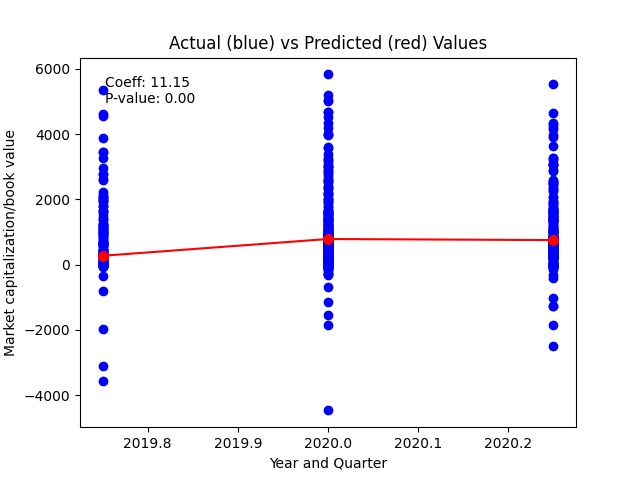 Actual (blue) vs Predicted (red) Values
Coeff: 11.15
P-value: 0.00
Market capitalization/book value
6000
4000
2000
0
−2000
−4000
2019.8 2019.9 2020.0 2020.1 2020.2
Year and Quarter